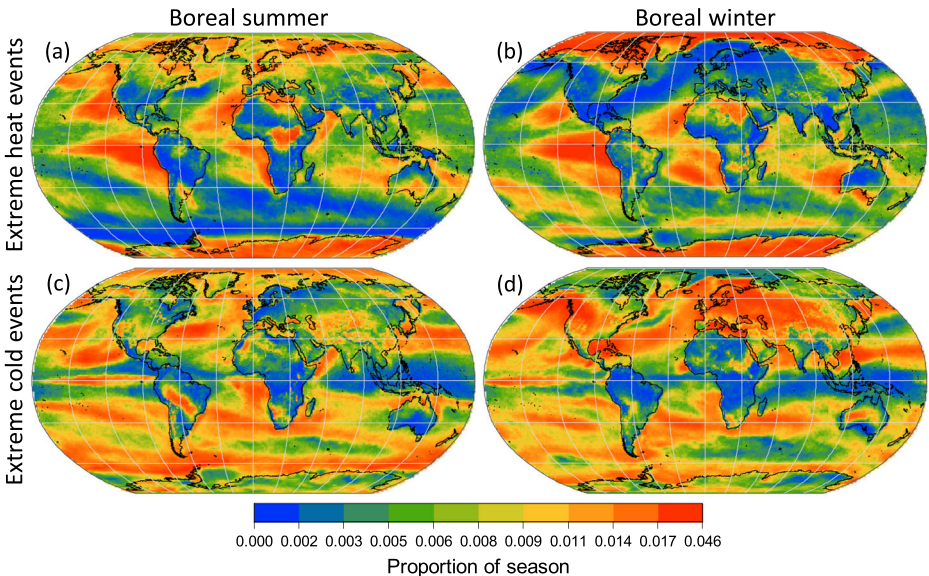 Boreal summer
Boreal winter
Extreme heat events
(a)
(b)
Extreme cold events
(c)
(d)
0.000 0.002 0.003 0.005 0.006 0.008 0.009 0.011 0.014 0.017 0.046
Proportion of season